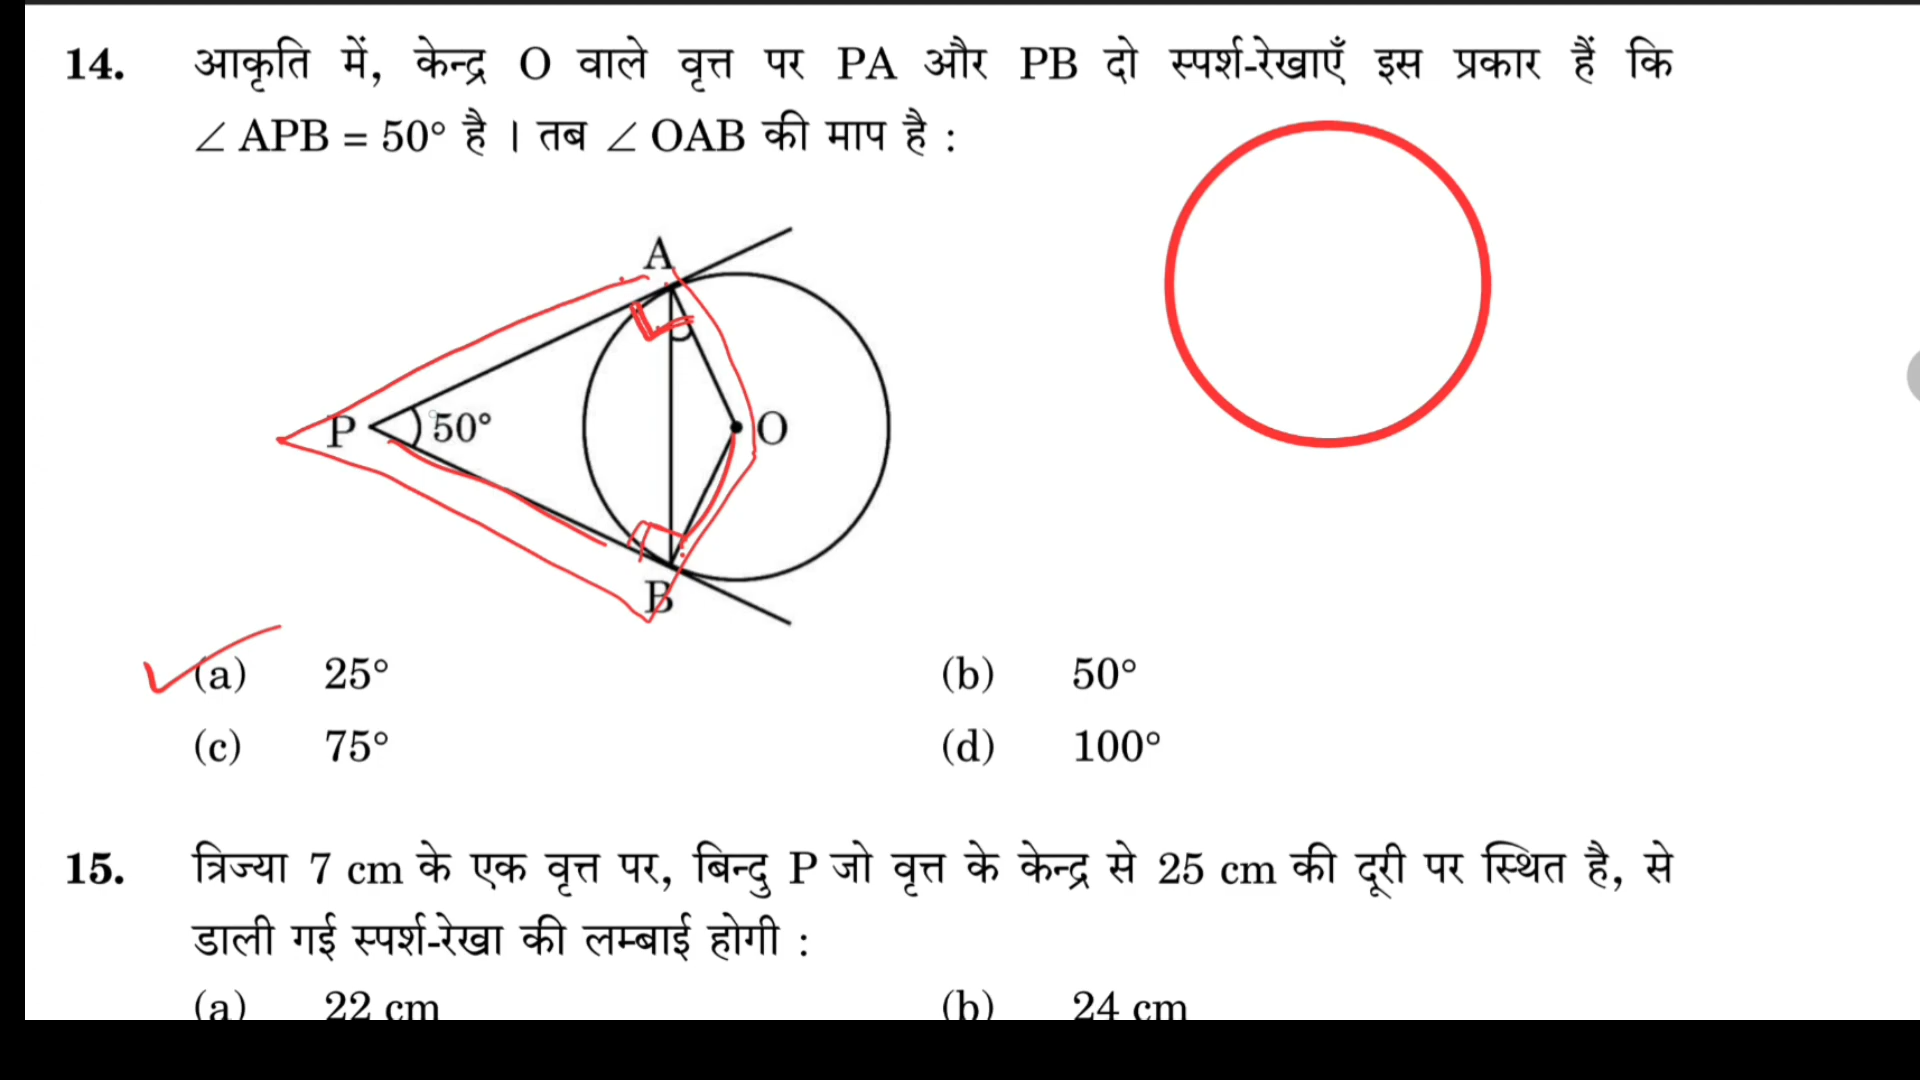 14. आकृति में, केन्द्र O वाले वृत्त पर PA और PB दो स्पर्श-रेखाएँ इस प्रकार हैं कि
∠ APB = 50° है । तब ∠ OAB की माप है :
A
P 50° O
B
(a) 25° (b) 50°
(c) 75° (d) 100°
15. त्रिज्या 7 cm के एक वृत्त पर, बिन्दु P जो वृत्त के केन्द्र से 25 cm की दूरी पर स्थित है, से
डाली गई स्पर्श-रेखा की लम्बाई होगी :
(a) 22 cm (b) 24 cm